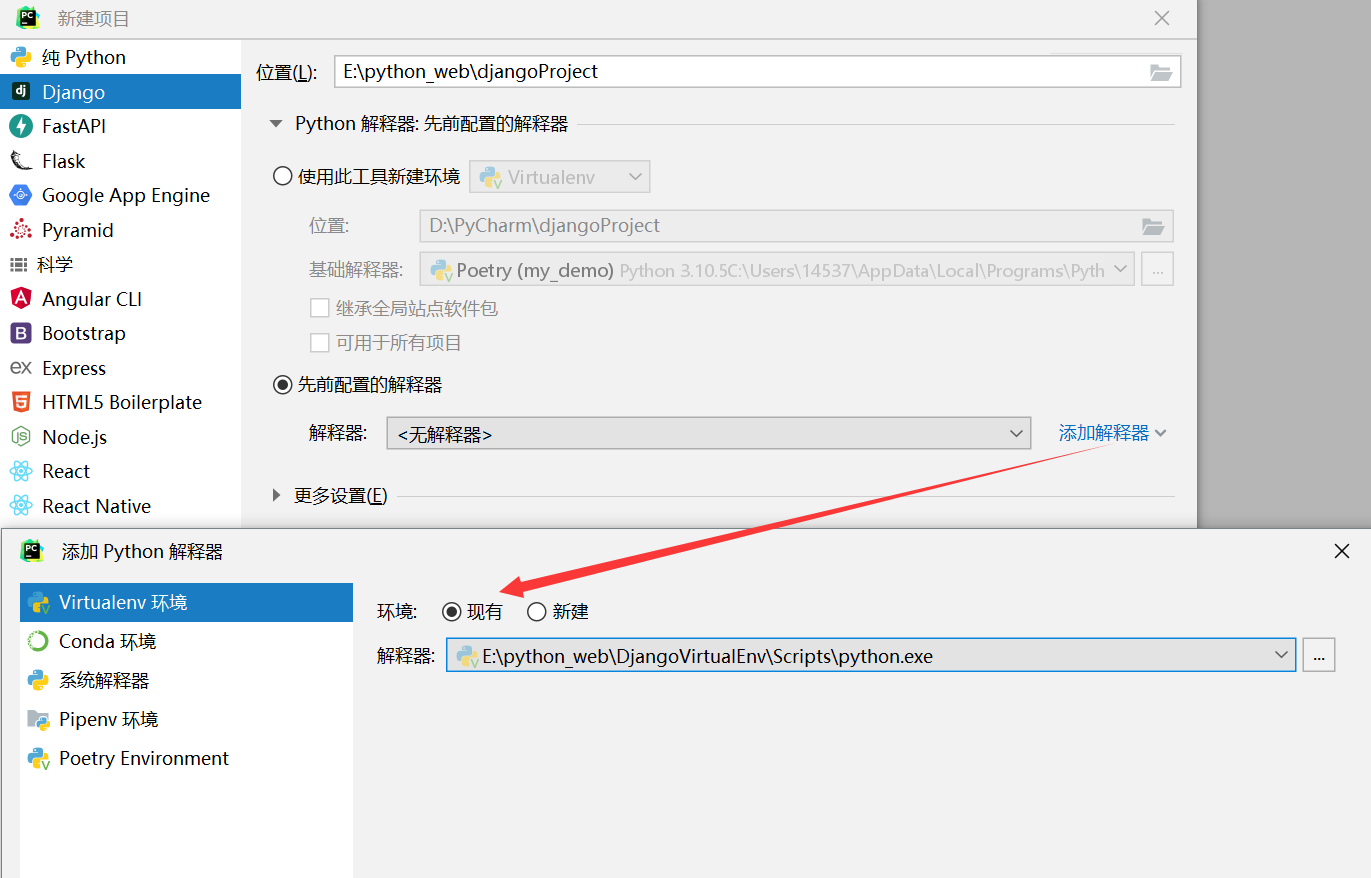 新建项目
纯 Python
Django
FastAPI
Flask
Google App Engine
Pyramid
科学
Angular CLI
Bootstrap
Express
HTML5 Boilerplate
Node.js
React
React Native
位置(L): E:\python_web\djangoProject
Python 解释器: 先前配置的解释器
使用此工具新建环境 Virtualenv
位置: D:\PyCharm\djangoProject
基础解释器: Poetry (my_demo) Python 3.10.5C:\Users\14537\AppData\Local\Programs\Pyth ...
继承全局站点软件包
可用于所有项目
先前配置的解释器
解释器: <无解释器> 添加解释器
更多设置(E)
添加 Python 解释器
Virtualenv 环境
Conda 环境
系统解释器
Pipenv 环境
Poetry Environment
环境: 现有 新建
解释器: E:\python_web\DjangoVirtualEnv\Scripts\python.exe ...